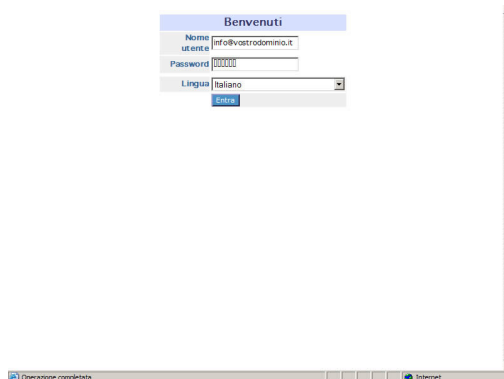 Benvenuti
Nome
utente
info@vostrodominio.it
Password
Lingua
Italiano
Entra
Operazione completata
Internet